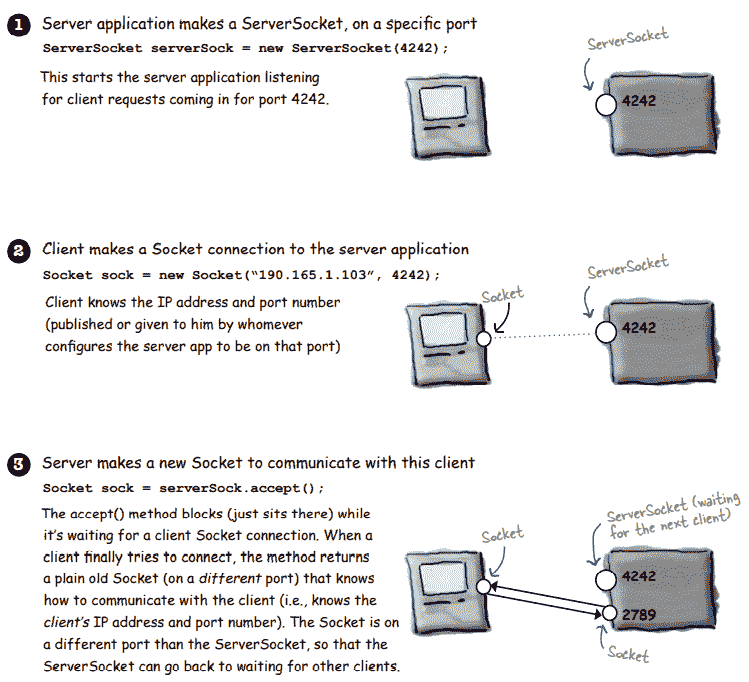 1 Server application makes a ServerSocket, on a specific port
ServerSocket serverSock = new ServerSocket(4242);
This starts the server application listening
for client requests coming in for port 4242.
ServerSocket
4242
2 Client makes a Socket connection to the server application
Socket sock = new Socket(“190.165.1.103”, 4242);
Client knows the IP address and port number
(published or given to him by whomever
configures the server app to be on that port)
Socket
ServerSocket
4242
3 Server makes a new Socket to communicate with this client
Socket sock = serverSock.accept();
The accept() method blocks (just sits there) while
it’s waiting for a client Socket connection. When a
client finally tries to connect, the method returns
a plain old Socket (on a different port) that knows
how to communicate with the client (i.e., knows the
client’s IP address and port number). The Socket is on
a different port than the ServerSocket, so that the
ServerSocket can go back to waiting for other clients.
Socket
ServerSocket (waiting
for the next client)
4242
2789
Socket